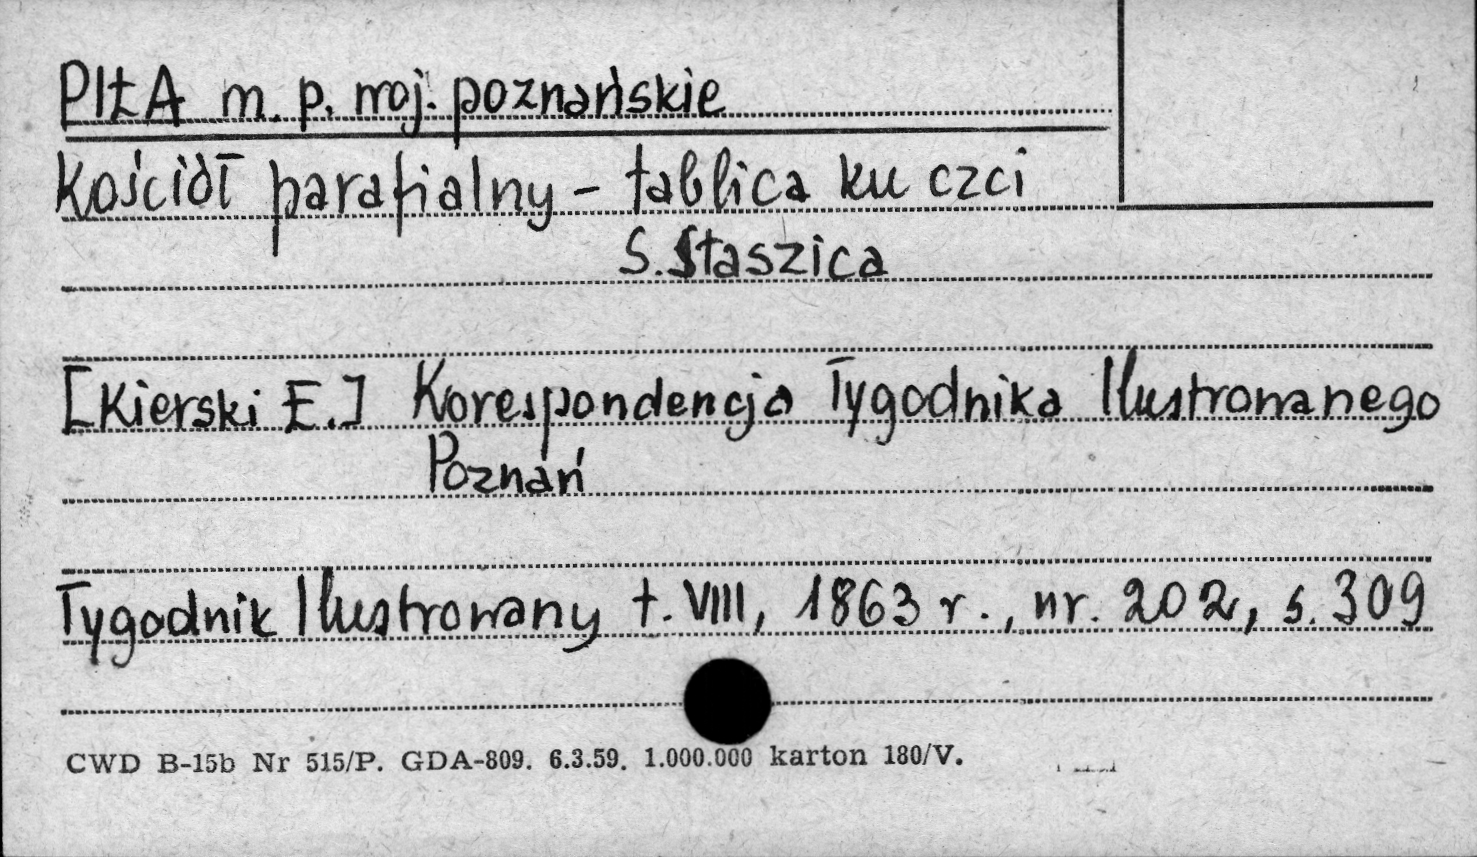 PIŁA m. p. woj. poznańskie
Kościół parafialny - tablica ku czci
S. Staszica
[Kierski E.] Korespondencja Tygodnika Ilustrowanego
Poznań
Tygodnik Ilustrowany t. VIII, 1863 r., nr. 202, s. 309
CWD B-15b Nr 515/P. GDA-809. 6.3.59. 1.000.000 karton 180/V.